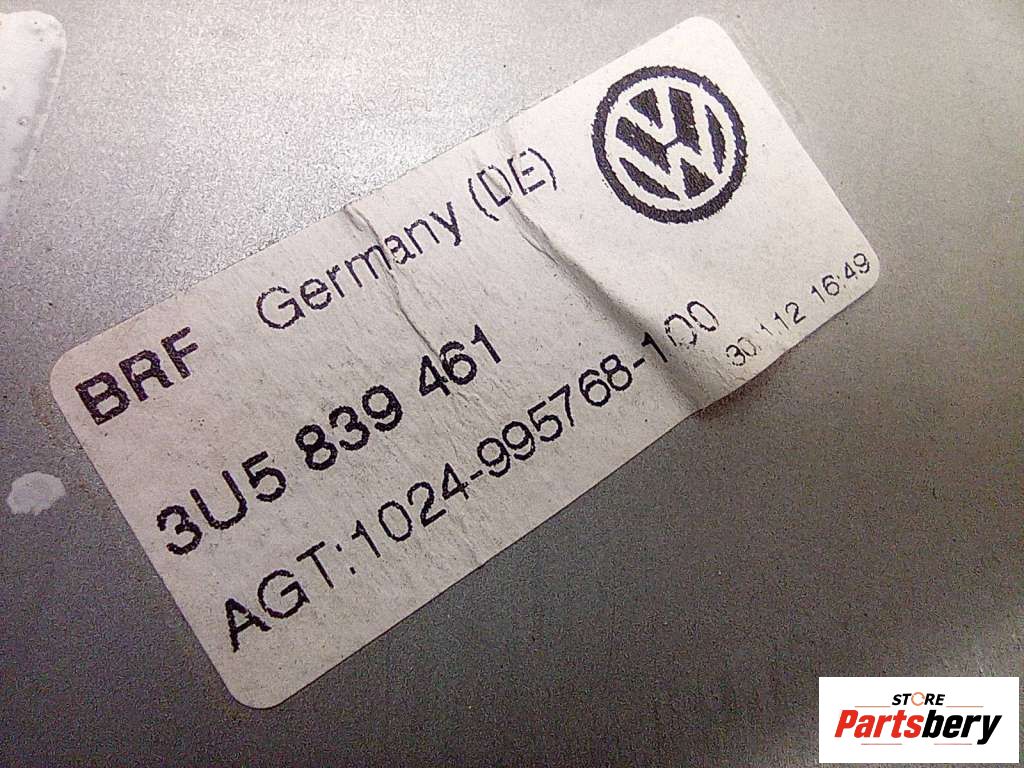 BRF Germany (DE)
3U5 839 461
AGT:1024-995768-100
30/112 16:49
STORE
Partsbery